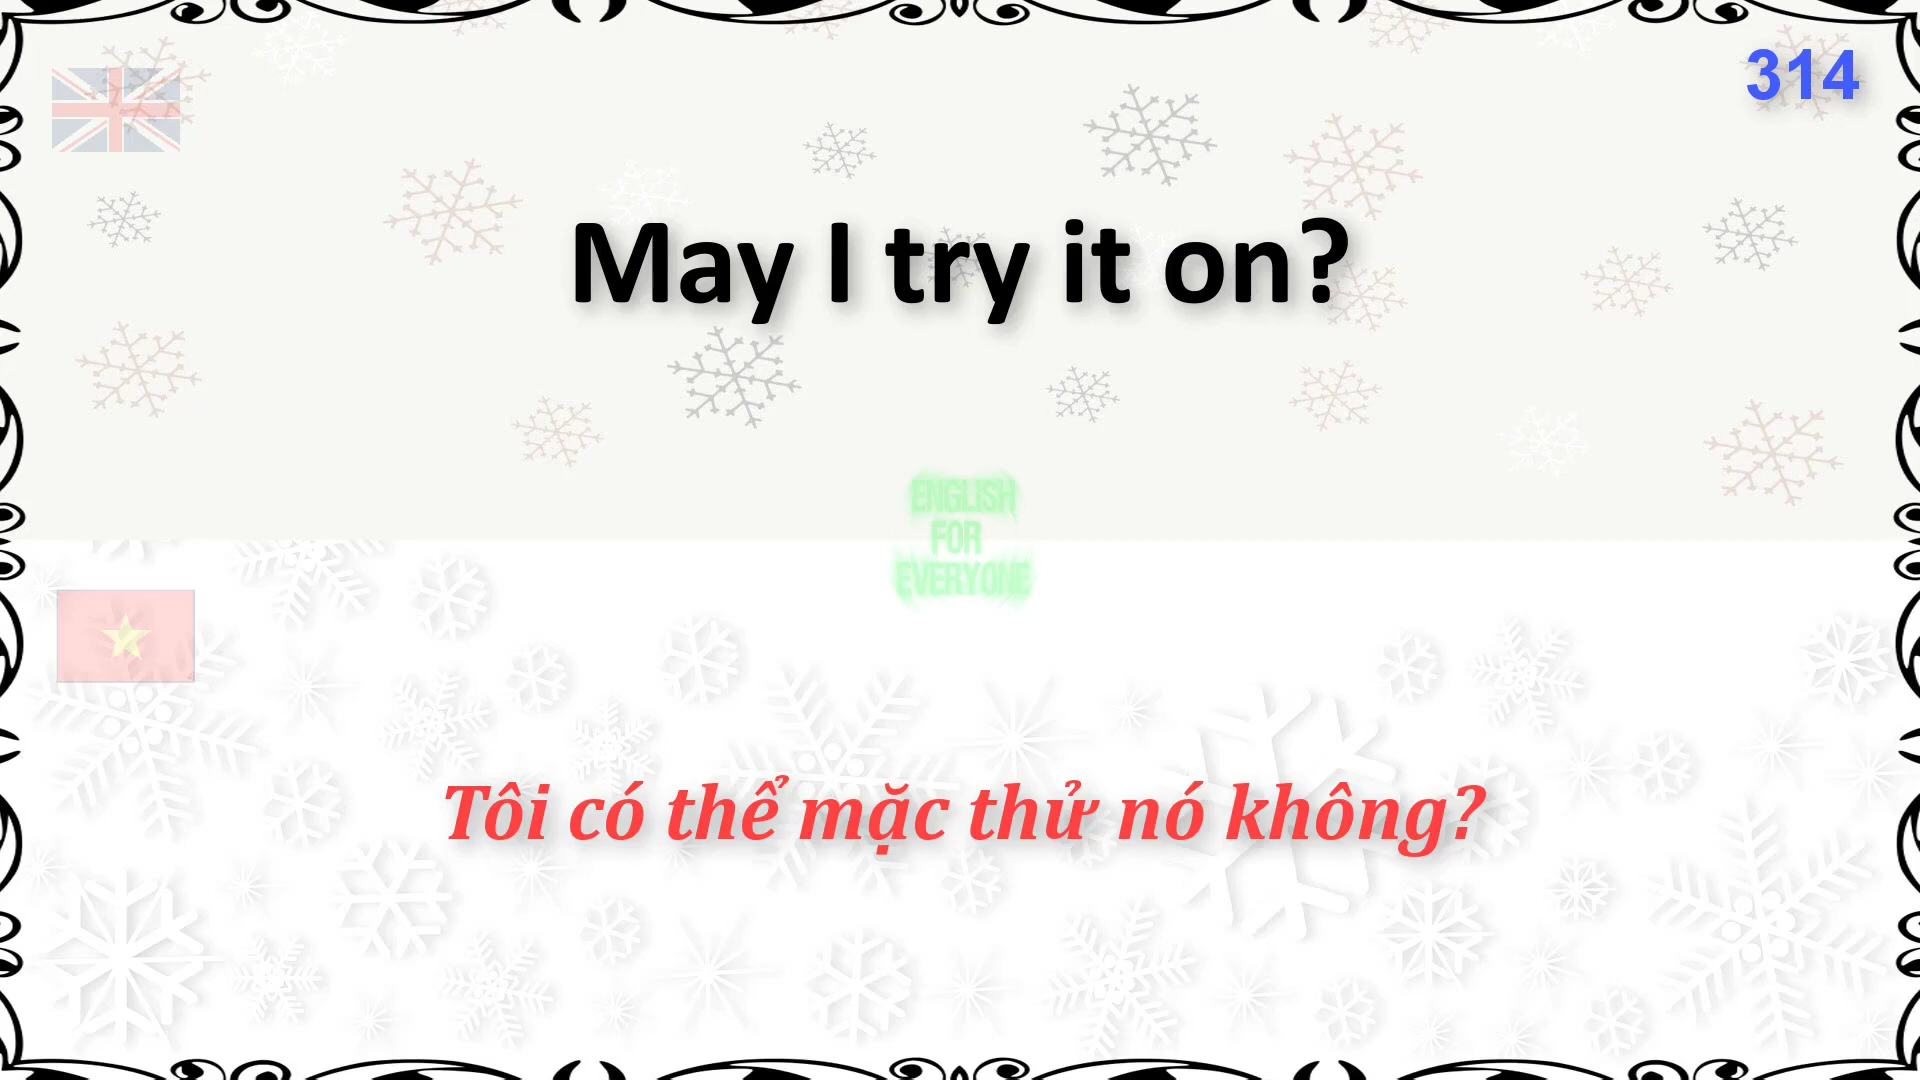 314
May I try it on?
ENGLISH
FOR
EVERYONE
Tôi có thể mặc thử nó không?